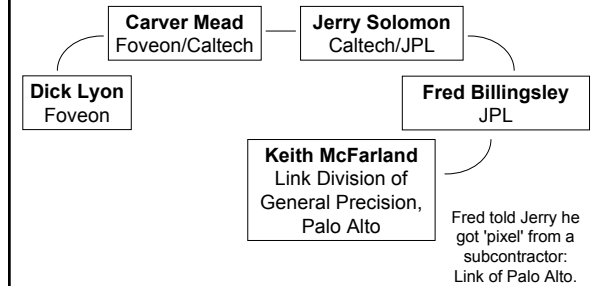 Carver Mead
Foveon/Caltech
Jerry Solomon
Caltech/JPL
Dick Lyon
Foveon
Fred Billingsley
JPL
Keith McFarland
Link Division of
General Precision,
Palo Alto
Fred told Jerry he
got 'pixel' from a
subcontractor:
Link of Palo Alto.